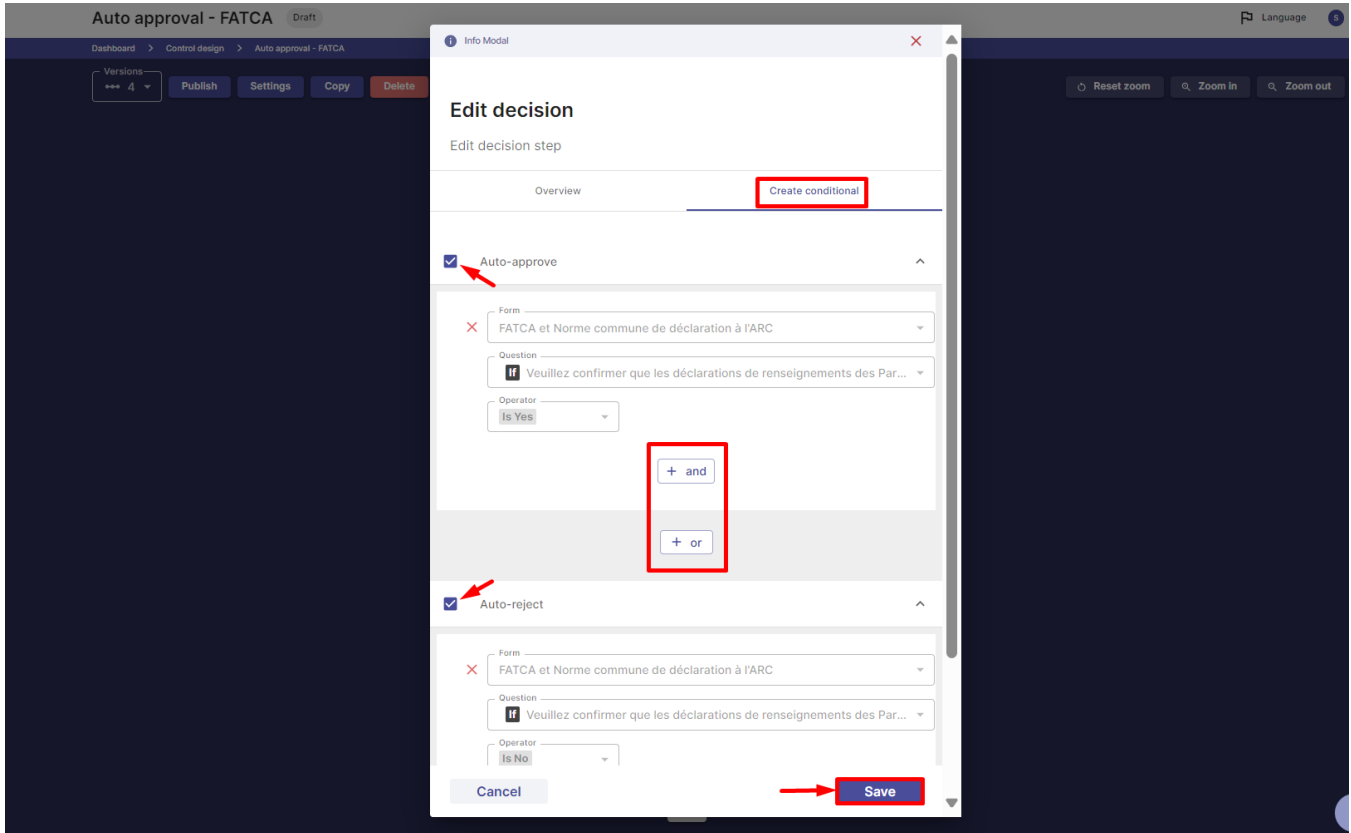 Auto approval - FATCA Draft
Language S
Dashboard > Control design > Auto approval - FATCA
Versions
4 Publish Settings Copy Delete
Reset zoom Zoom in Zoom out
Info Modal
Edit decision
Edit decision step
Overview Create conditional
Auto-approve
Form
FATCA et Norme commune de déclaration à l'ARC
Question
If Veuillez confirmer que les déclarations de renseignements des Par...
Operator
Is Yes
+ and
+ or
Auto-reject
Form
FATCA et Norme commune de déclaration à l'ARC
Question
If Veuillez confirmer que les déclarations de renseignements des Par...
Operator
Is No
Cancel Save